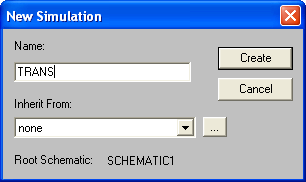 New Simulation
Name:
TRANS
Create
Cancel
Inherit From:
none
...
Root Schematic: SCHEMATIC1